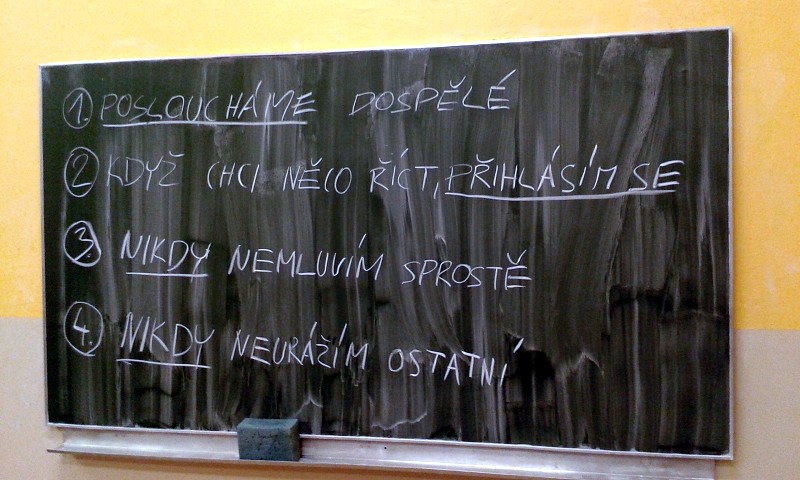 1. POSLOUCHÁME DOSPĚLÉ
2 KDYŽ CHCI NĚCO ŘÍCT, PŘIHLÁSÍM SE
3. NIKDY NEMLUVÍM SPROSTĚ
4. NIKDY NEURÁŽÍM OSTATNÍ